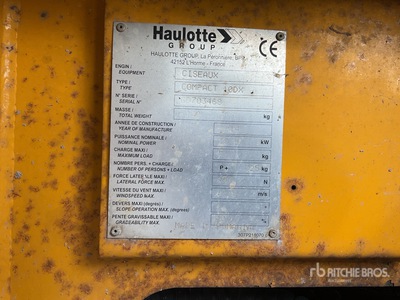 Haulotte
GROUP
CE
HAULOTTE GROUP, La Péronnière, BP9
42152 L'Horme - France
ENGIN /
EQUIPMENT
CISEAUX
TYPE /
TYPE
COMPACT
N° SERIE /
SERIAL N°
MASSE /
TOTAL WEIGHT
kg
ANNEE DE CONSTRUCTION /
YEAR OF MANUFACTURE
PUISSANCE NOMINALE /
NOMINAL POWER
kW
CHARGE MAXI /
MAXIMUM LOAD
kg
NOMBRE PERS. + CHARGE /
NUMBER OF PERSONS + LOAD
P +
kg
FORCE LATERALE MAXI /
LATERAL FORCE MAX.
N
VITESSE DU VENT MAXI /
WINDSPEED MAX.
m/s
DEVERS MAXI (degrés) /
SLOPE OPERATION MAX. (degrees)
PENTE GRAVISSABLE MAXI /
GRADEABILITY MAX.
%
rb RITCHIE BROS.